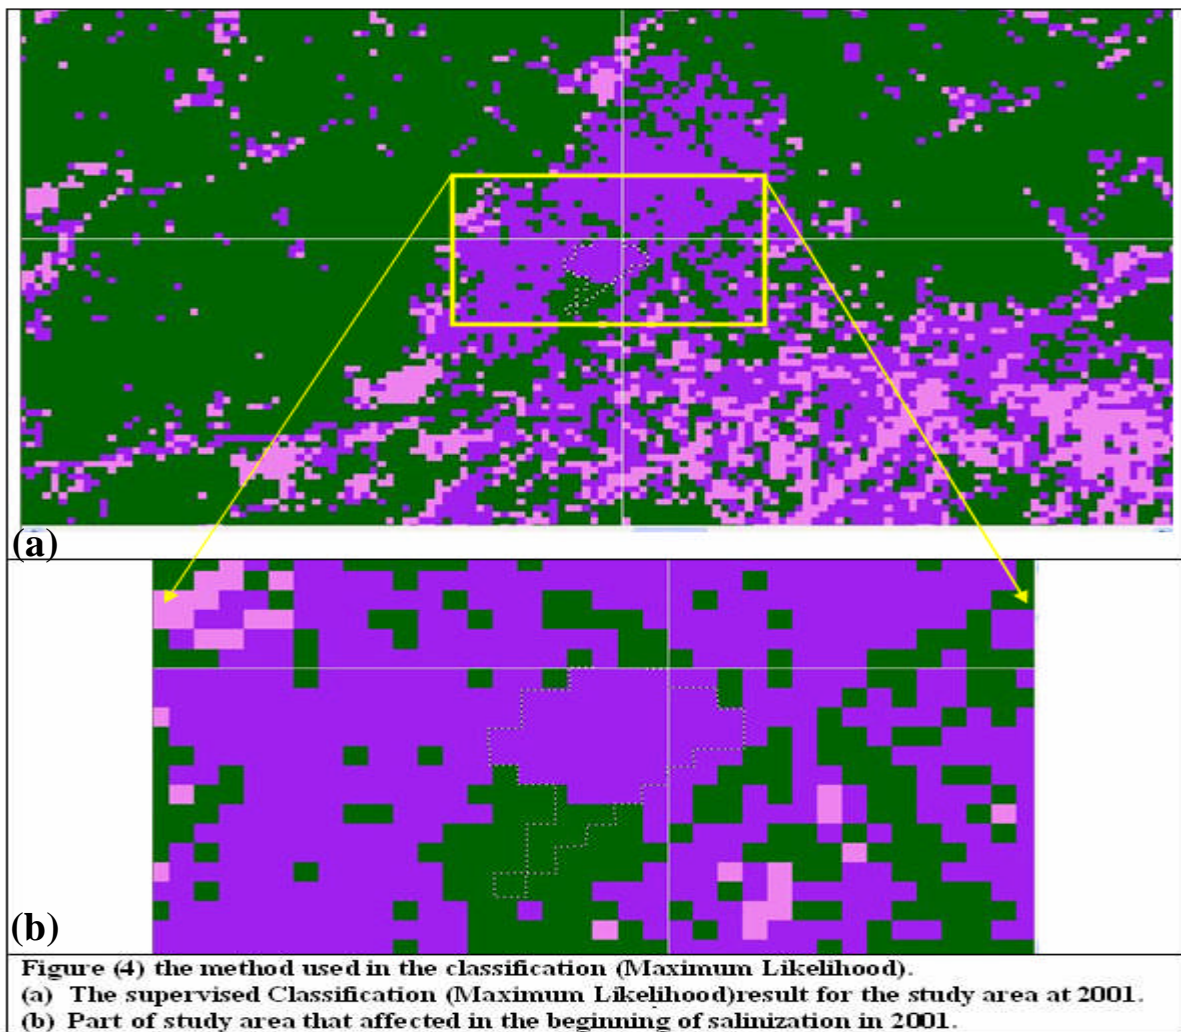 (a)
(b)
Figure (4) the method used in the classification (Maximum Likelihood).
(a) The supervised Classification (Maximum Likelihood)result for the study area at 2001.
(b) Part of study area that affected in the beginning of salinization in 2001.